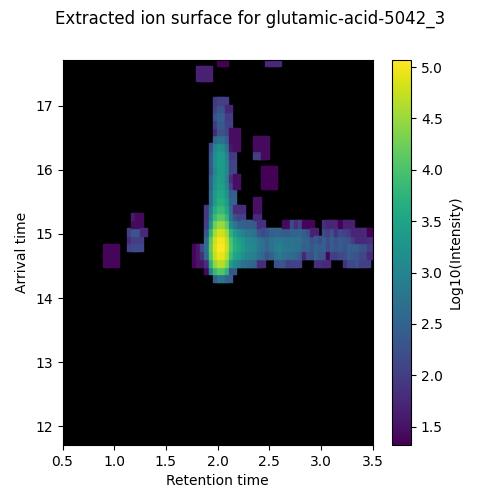 Extracted ion surface for glutamic-acid-5042_3
Arrival time
17
16
15
14
13
12
0.5 1.0 1.5 2.0 2.5 3.0 3.5
Retention time
5.0
4.5
4.0
3.5
3.0
2.5
2.0
1.5
Log10(Intensity)